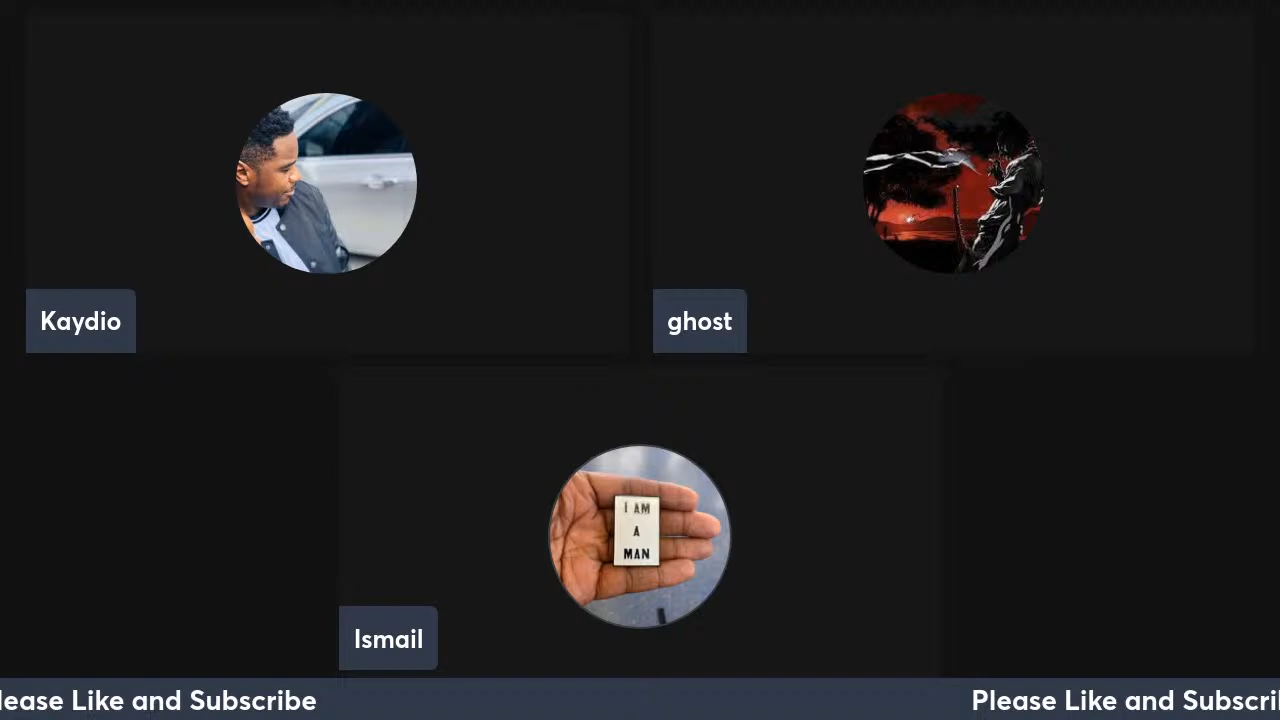 Kaydio
ghost
I AM
A
MAN
Ismail
lease Like and Subscribe
Please Like and Subscri